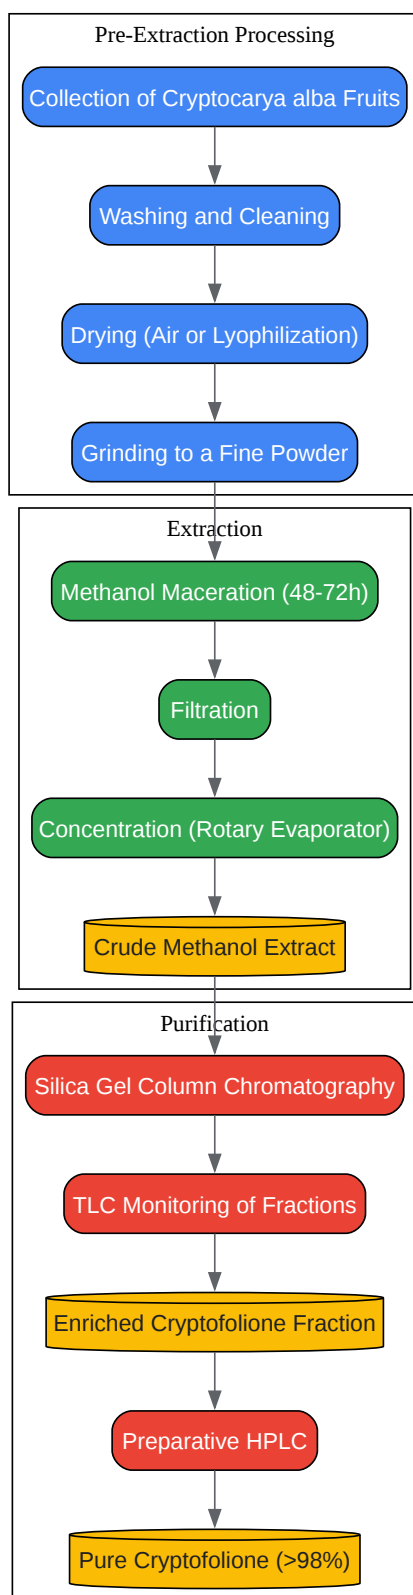 Pre-Extraction Processing
Collection of Cryptocarya alba Fruits
Washing and Cleaning
Drying (Air or Lyophilization)
Grinding to a Fine Powder
Extraction
Methanol Maceration (48-72h)
Filtration
Concentration (Rotary Evaporator)
Crude Methanol Extract
Purification
Silica Gel Column Chromatography
TLC Monitoring of Fractions
Enriched Cryptofolione Fraction
Preparative HPLC
Pure Cryptofolione (>98%)